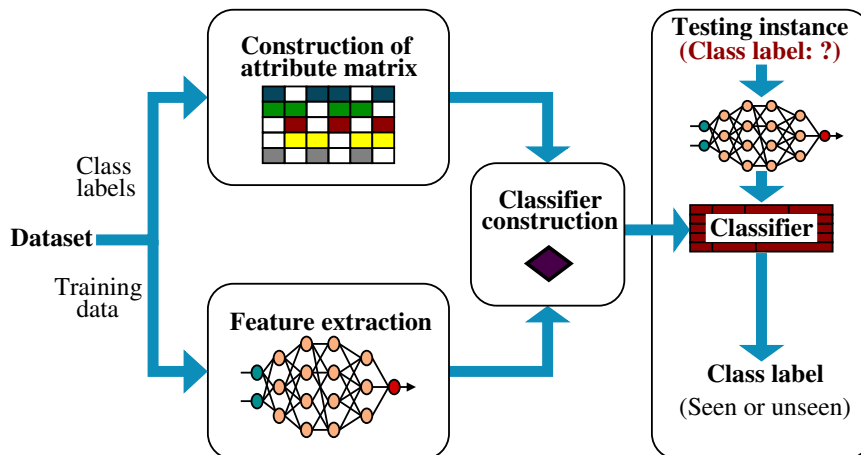 Construction of
attribute matrix
Class
labels
Dataset
Training
data
Feature extraction
Classifier
construction
Testing instance
(Class label: ?)
Classifier
Class label
(Seen or unseen)